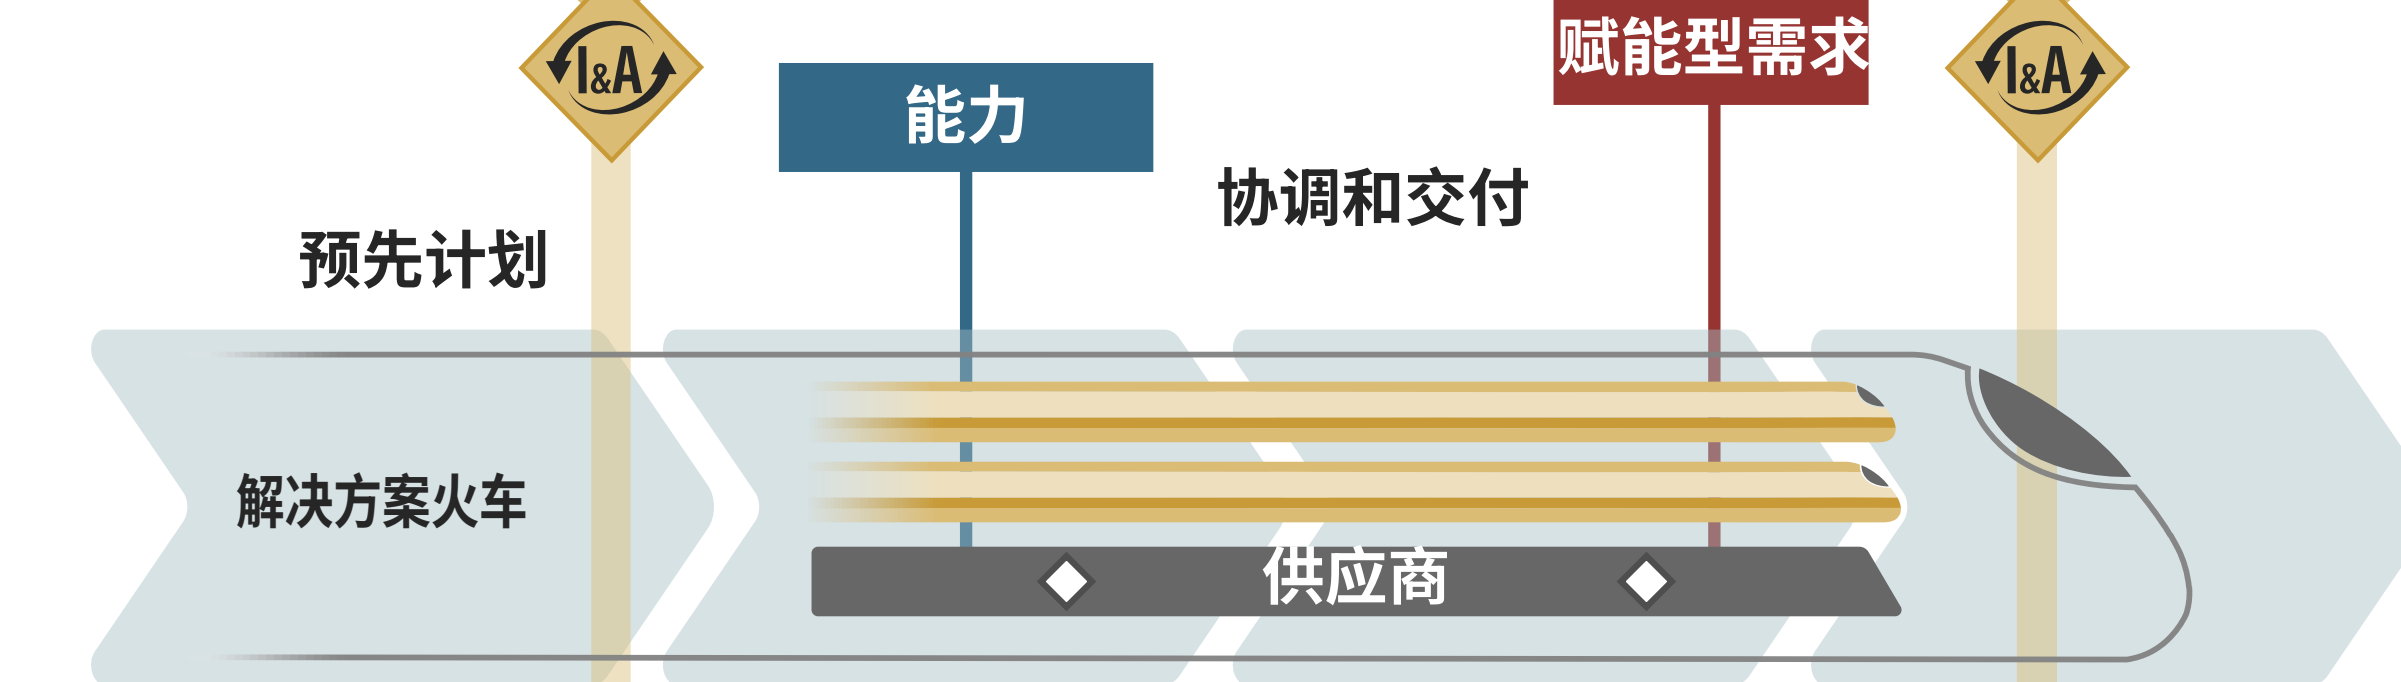 I&A
能力
赋能型需求
I&A
协调和交付
预先计划
解决方案火车
供应商